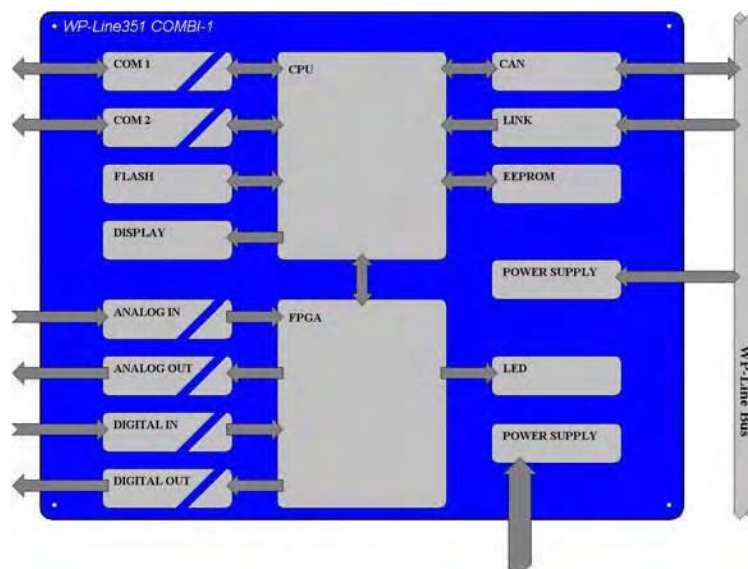 WP-Line351 COMBI-1
COM 1
CPU
CAN
COM 2
LINK
FLASH
EEPROM
DISPLAY
POWER SUPPLY
ANALOG IN
FPGA
ANALOG OUT
LED
DIGITAL IN
POWER SUPPLY
DIGITAL OUT
WP-Line Bus